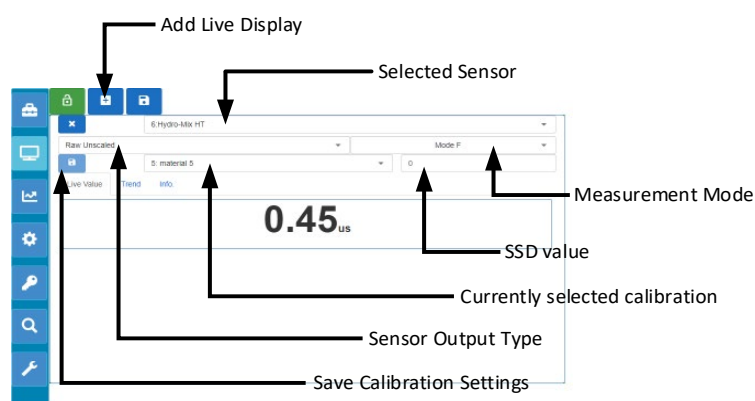 Add Live Display
Selected Sensor
6:Hydro-Mix HT
Raw Unscaled
Mode F
5: material 5
0
Live Value Trend Info
Measurement Mode
0.45us
SSD value
Currently selected calibration
Sensor Output Type
Save Calibration Settings